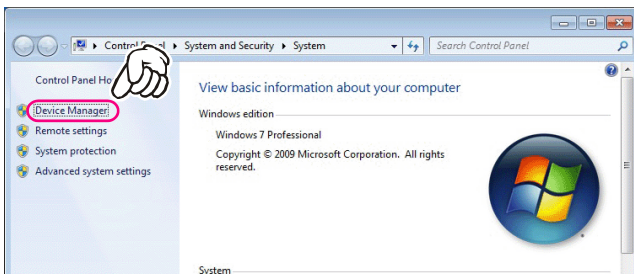 Control Panel ▸ System and Security ▸ System
Search Control Panel
Control Panel Ho
Device Manager
Remote settings
System protection
Advanced system settings
View basic information about your computer
Windows edition
Windows 7 Professional
Copyright © 2009 Microsoft Corporation. All rights
reserved.
System